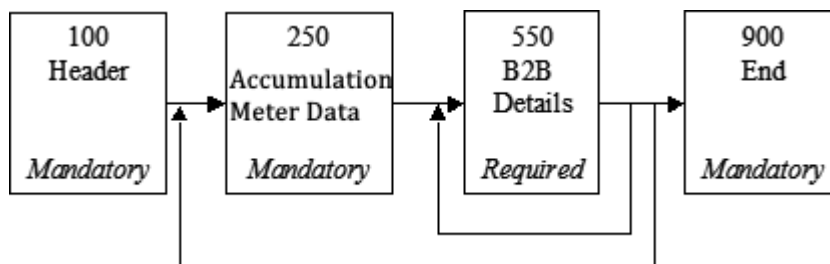 100
Header
Mandatory
250
Accumulation
Meter Data
Mandatory
550
B2B
Details
Required
900
End
Mandatory